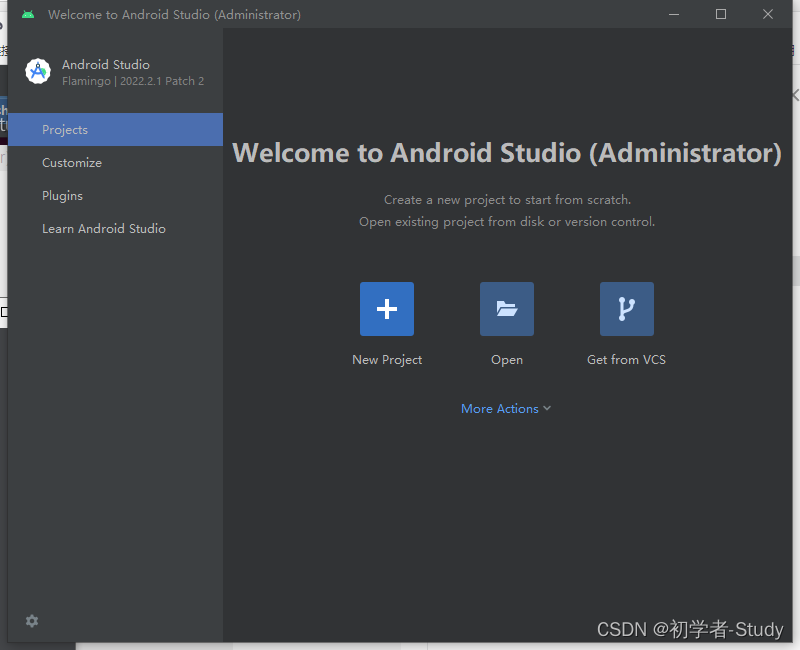 Welcome to Android Studio (Administrator)
Android Studio
Flamingo | 2022.2.1 Patch 2
Projects
Customize
Plugins
Learn Android Studio
Welcome to Android Studio (Administrator)
Create a new project to start from scratch.
Open existing project from disk or version control.
New Project
Open
Get from VCS
More Actions
CSDN @初学者-Study